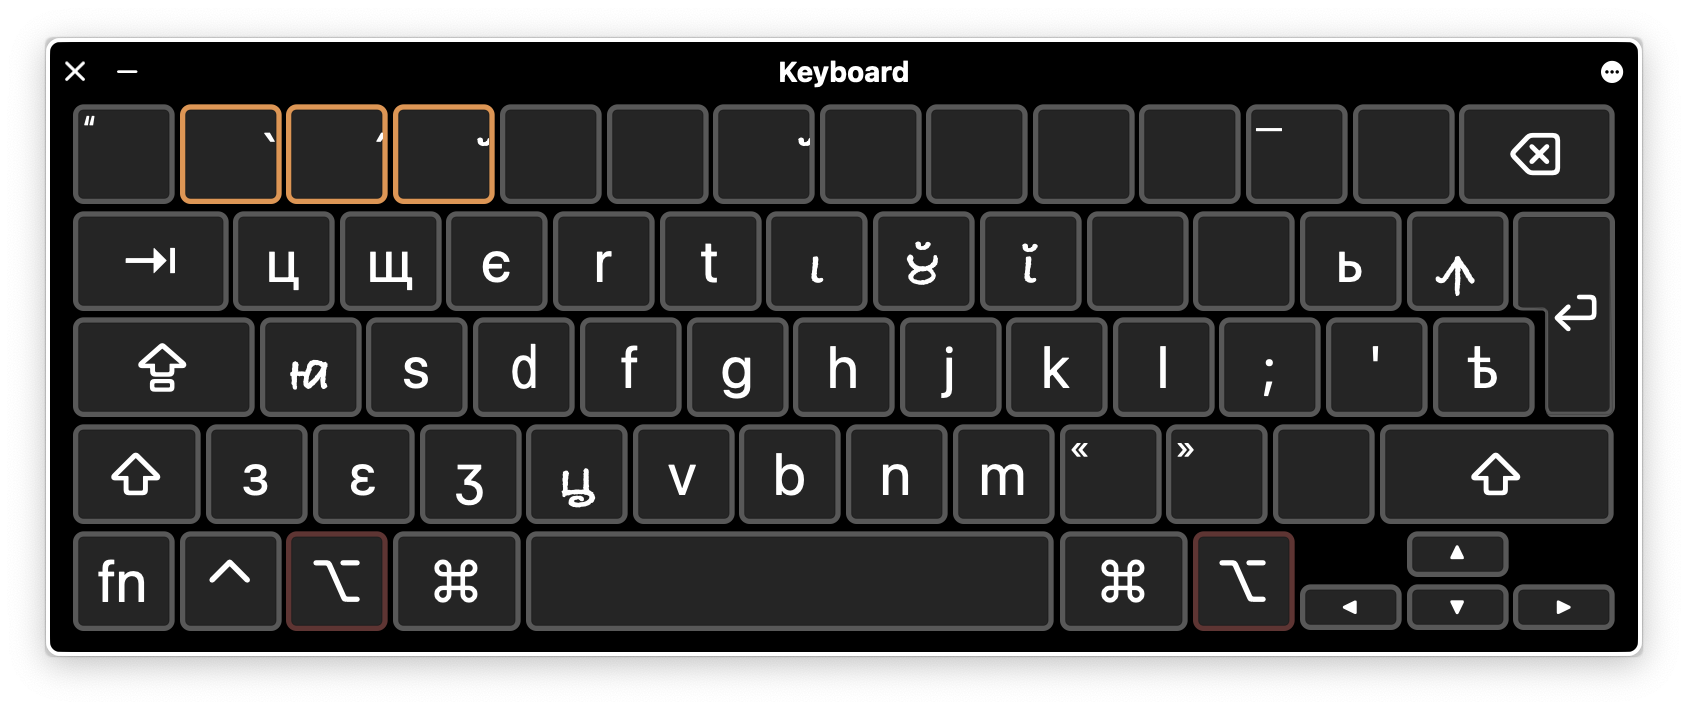 Keyboard
“ ` ´ ˘ ˘ —
ц щ є r t ι ꙋ̆ ї ь ꙟ
ꙗ s d f g h j k l ; ' ѣ
з ε ʒ џ v b n m « »
fn